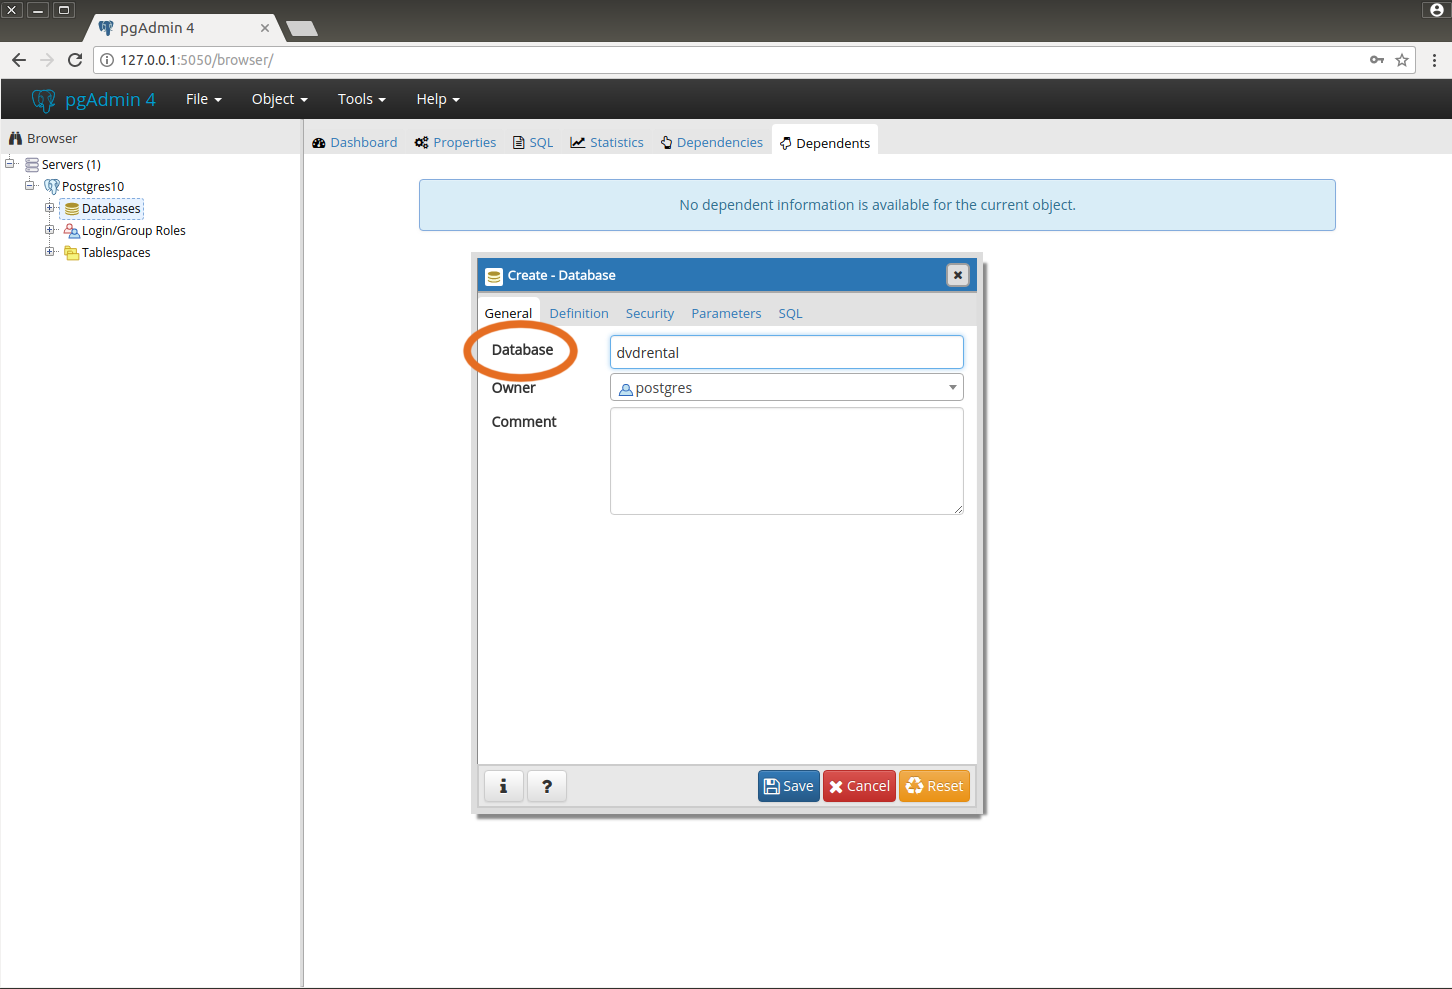 pgAdmin 4
127.0.0.1:5050/browser/
pgAdmin 4 File Object Tools Help
Browser
Dashboard Properties SQL Statistics Dependencies Dependents
Servers (1)
Postgres10
Databases
Login/Group Roles
Tablespaces
No dependent information is available for the current object.
Create - Database
General Definition Security Parameters SQL
Database dvdrental
Owner postgres
Comment
i ? Save Cancel Reset